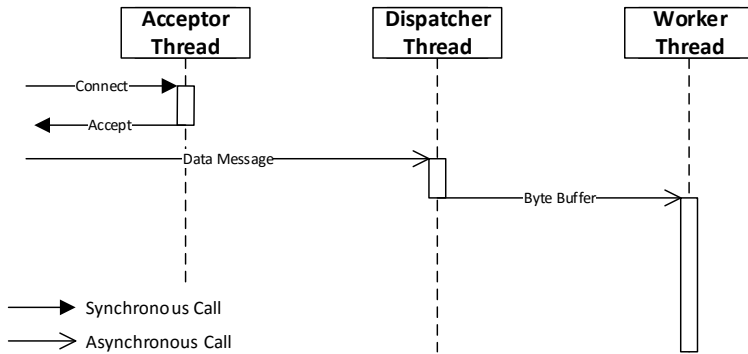 Acceptor
Thread
Dispatcher
Thread
Worker
Thread
Connect
Accept
Data Message
Byte Buffer
Synchronous Call
Asynchronous Call